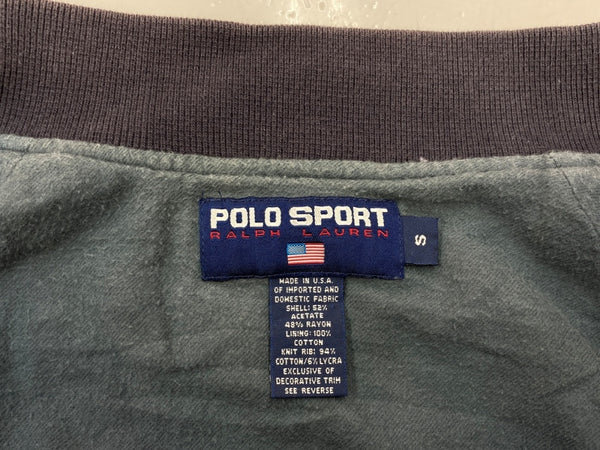 POLO SPORT
RALPH LAUREN
S
MADE IN U.S.A.
OF IMPORTED AND
DOMESTIC FABRIC
SHELL: 52%
ACETATE
48% RAYON
LINING: 100%
COTTON
KNIT RIB: 94%
COTTON/6% LYCRA
EXCLUSIVE OF
DECORATIVE TRIM
SEE REVERSE